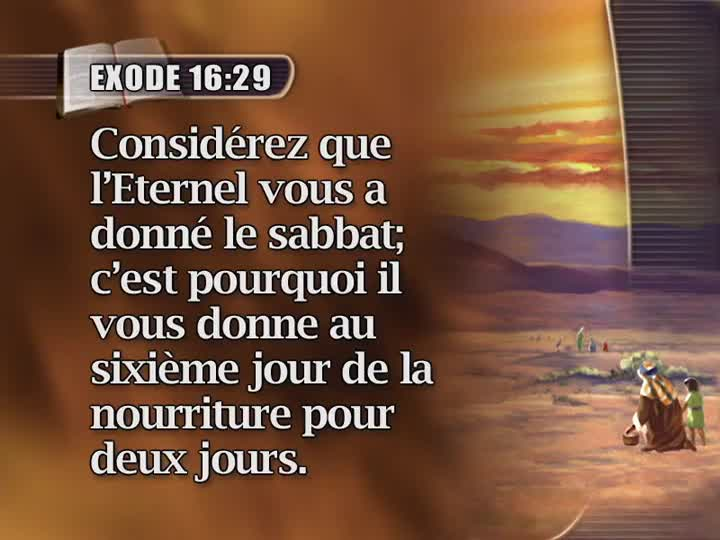 EXODE 16:29
Considérez que
l'Eternel vous a
donné le sabbat;
c'est pourquoi il
vous donne au
sixième jour de la
nourriture pour
deux jours.